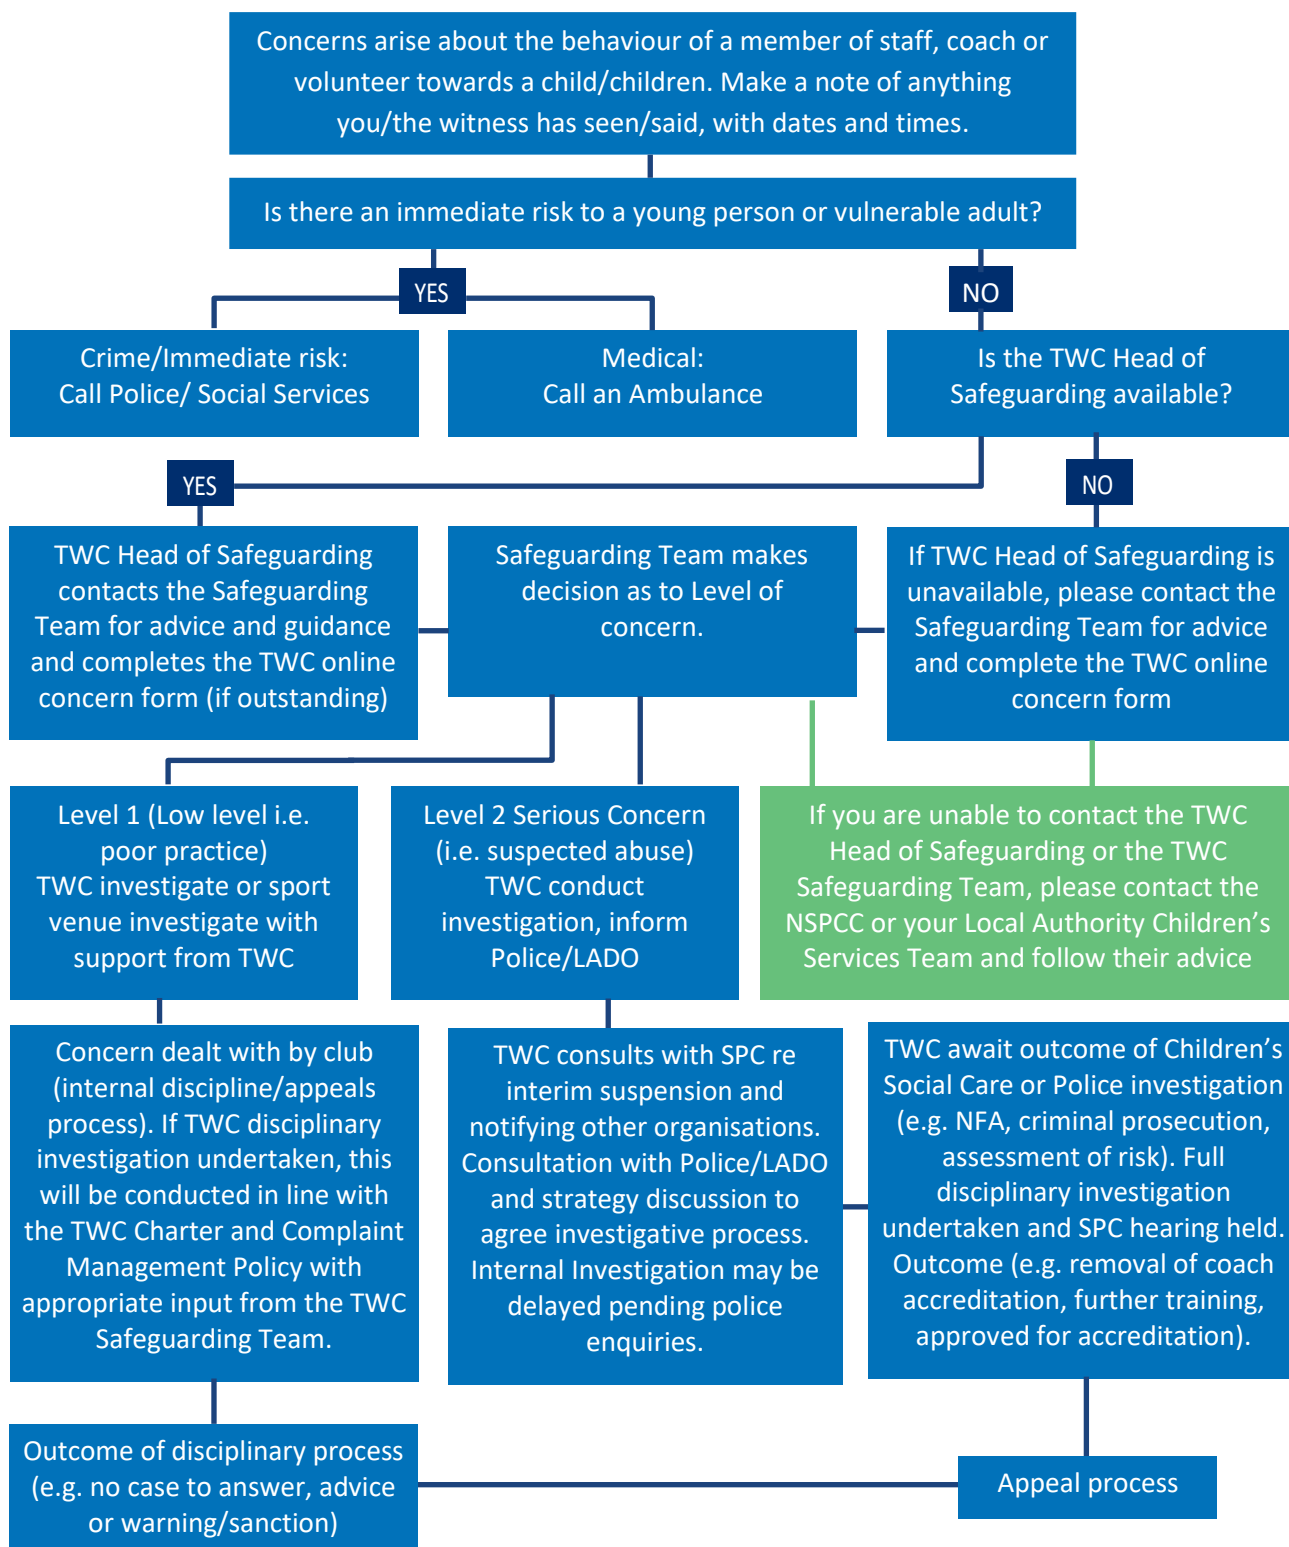 Concerns arise about the behaviour of a member of staff, coach or
volunteer towards a child/children. Make a note of anything
you/the witness has seen/said, with dates and times.
Is there an immediate risk to a young person or vulnerable adult?
YES
NO
Crime/Immediate risk:
Call Police/ Social Services
Medical:
Call an Ambulance
Is the TWC Head of
Safeguarding available?
YES
NO
TWC Head of Safeguarding
contacts the Safeguarding
Team for advice and guidance
and completes the TWC online
concern form (if outstanding)
Safeguarding Team makes
decision as to Level of
concern.
If TWC Head of Safeguarding is
unavailable, please contact the
Safeguarding Team for advice
and complete the TWC online
concern form
Level 1 (Low level i.e.
poor practice)
TWC investigate or sport
venue investigate with
support from TWC
Level 2 Serious Concern
(i.e. suspected abuse)
TWC conduct
investigation, inform
Police/LADO
If you are unable to contact the TWC
Head of Safeguarding or the TWC
Safeguarding Team, please contact the
NSPCC or your Local Authority Children’s
Services Team and follow their advice
Concern dealt with by club
(internal discipline/appeals
process). If TWC disciplinary
investigation undertaken, this
will be conducted in line with
the TWC Charter and Complaint
Management Policy with
appropriate input from the TWC
Safeguarding Team.
TWC consults with SPC re
interim suspension and
notifying other organisations.
Consultation with Police/LADO
and strategy discussion to
agree investigative process.
Internal Investigation may be
delayed pending police
enquiries.
TWC await outcome of Children’s
Social Care or Police investigation
(e.g. NFA, criminal prosecution,
assessment of risk). Full
disciplinary investigation
undertaken and SPC hearing held.
Outcome (e.g. removal of coach
accreditation, further training,
approved for accreditation).
Outcome of disciplinary process
(e.g. no case to answer, advice
or warning/sanction)
Appeal process